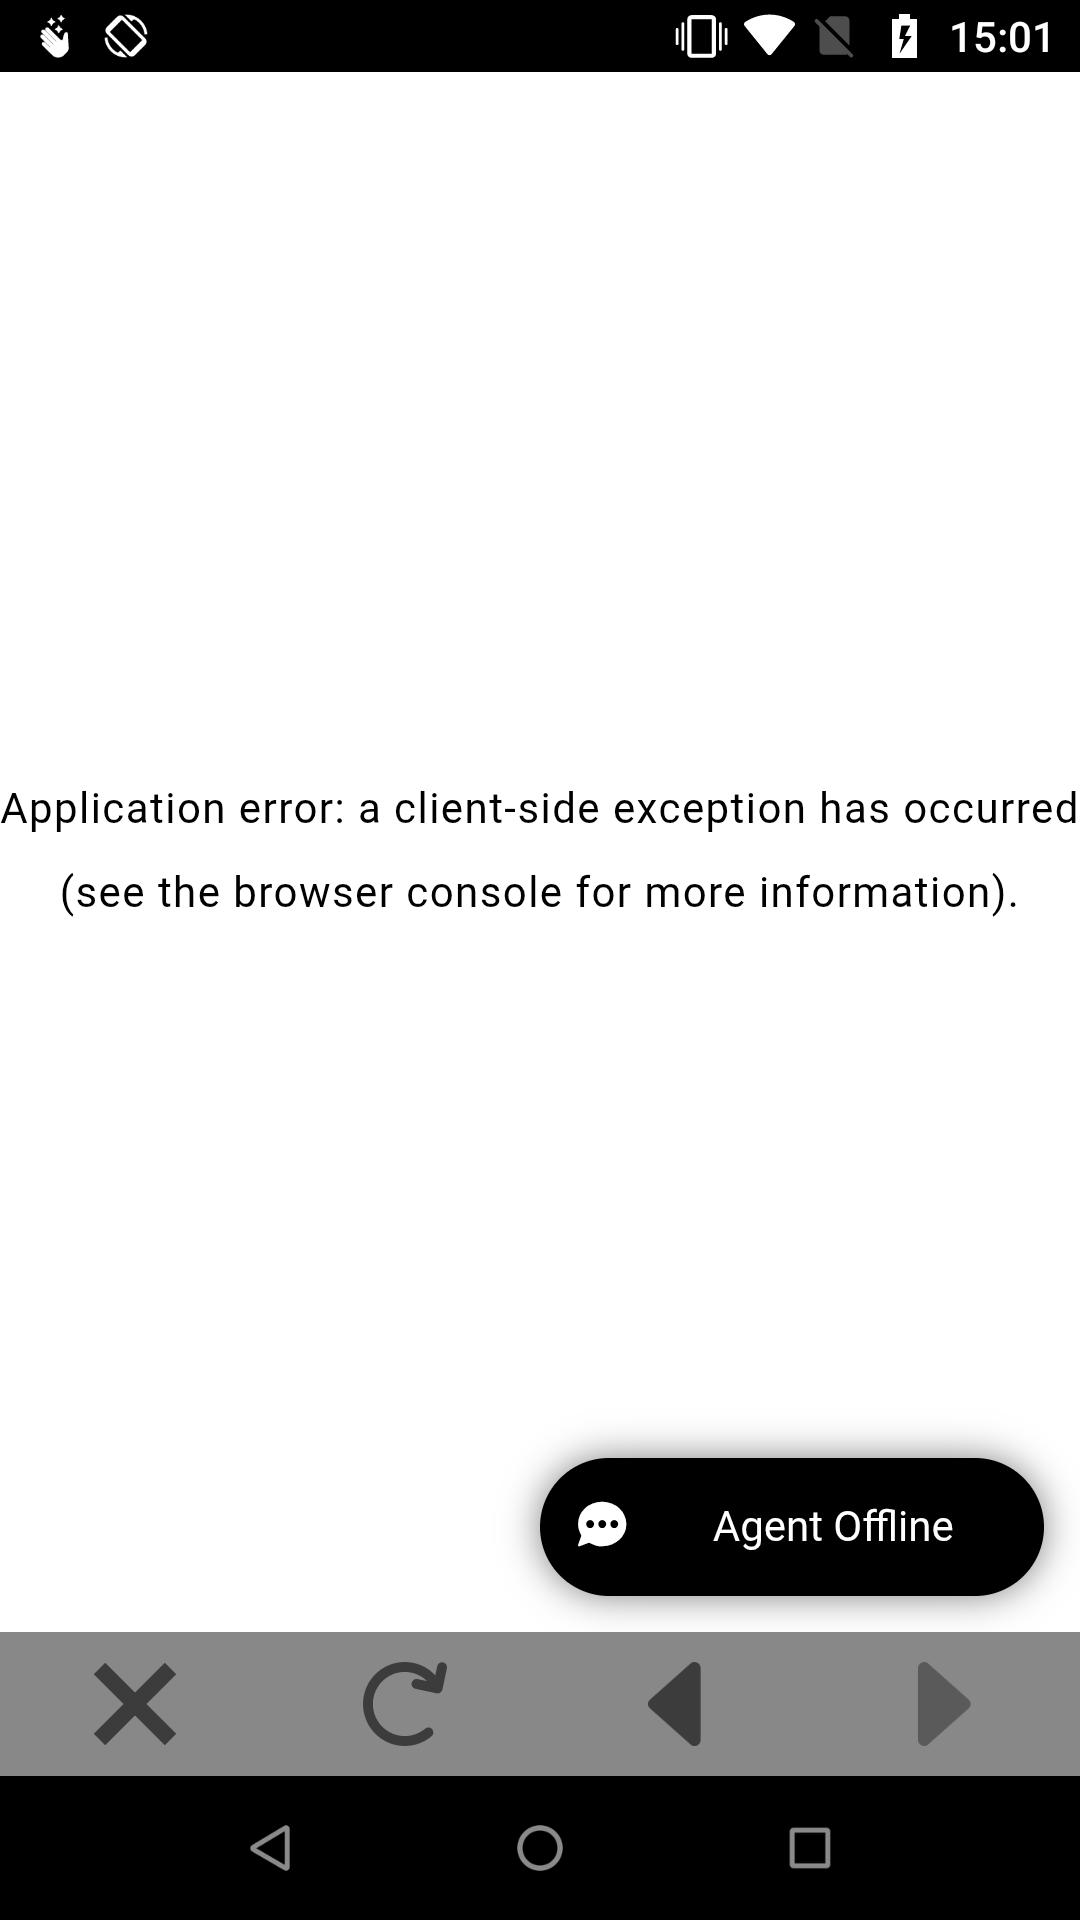 15:01
Application error: a client-side exception has occurred
(see the browser console for more information).
Agent Offline